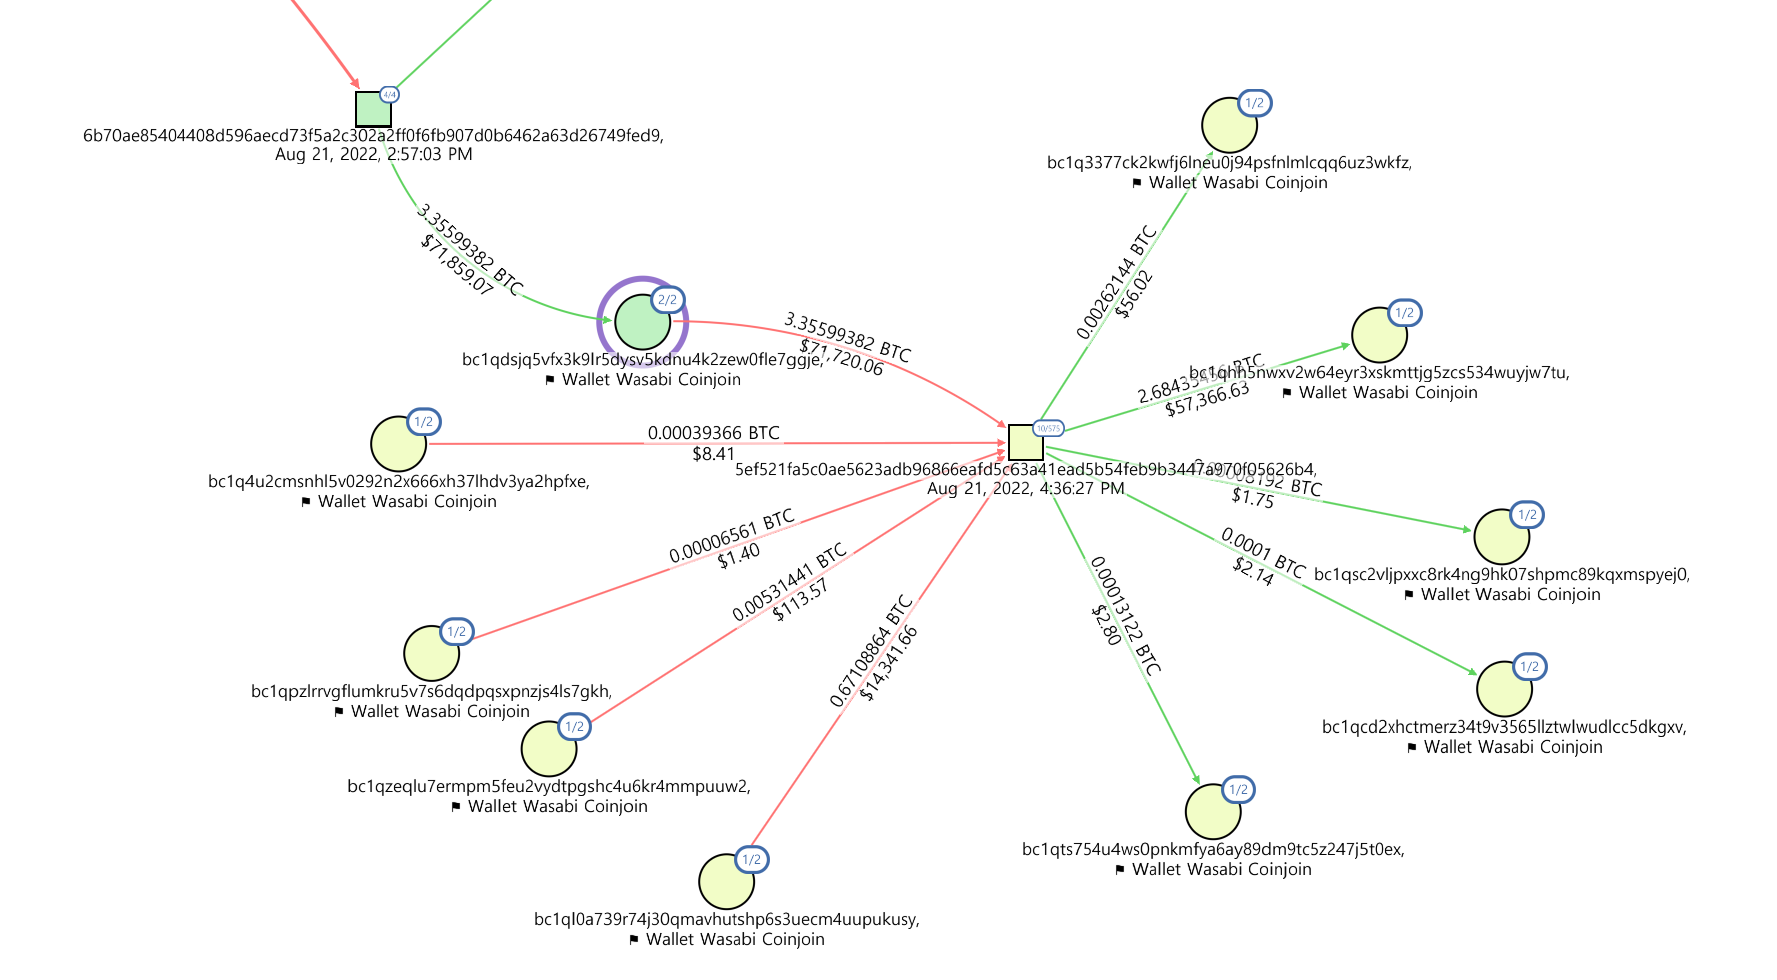 4/4
6b70ae85404408d596aecd73f5a2c302a2ff0f6fb907d0b6462a63d26749fed9,
Aug 21, 2022, 2:57:03 PM
1/2
bc1q3377ck2kwfj6lneu0j94psfnlmlcqq6uz3wkfz,
⚑ Wallet Wasabi Coinjoin
3.35599382 BTC
$71,859.07
2/2
bc1qdsjq5vfx3k9lr5dysv5kdnu4k2zew0fle7ggje,
⚑ Wallet Wasabi Coinjoin
3.35599382 BTC
$71,720.06
0.00262144 BTC
$56.02
1/2
bc1qhh5nwxv2w64eyr3xskmttjg5zcs534wuyjw7tu,
⚑ Wallet Wasabi Coinjoin
BTC
$57,366.63
1/2
bc1q4u2cmsnhl5v0292n2x666xh37lhdv3ya2hpfxe,
⚑ Wallet Wasabi Coinjoin
0.00039366 BTC
$8.41
10/575
5ef521fa5c0ae5623adb96866eafd5c63a41ead5b54feb9b3447a970f05626b4,
Aug 21, 2022, 4:36:27 PM
BTC
$1.75
1/2
bc1qsc2vljpxxc8rk4ng9hk07shpmc89kqxmspyej0,
⚑ Wallet Wasabi Coinjoin
0.00006561 BTC
$1.40
0.0001 BTC
$2.14
1/2
bc1qpzlrrvgflumkru5v7s6dqdpqsxpnzjs4ls7gkh,
⚑ Wallet Wasabi Coinjoin
0.00531441 BTC
$113.57
0.00013122 BTC
$2.80
1/2
bc1qcd2xhctmerz34t9v3565llztwlwudlcc5dkgxv,
⚑ Wallet Wasabi Coinjoin
1/2
bc1qzeqlu7ermpm5feu2vydtpgshc4u6kr4mmpuuw2,
⚑ Wallet Wasabi Coinjoin
0.67108864 BTC
$14,341.66
1/2
bc1qts754u4ws0pnkmfya6ay89dm9tc5z247j5t0ex,
⚑ Wallet Wasabi Coinjoin
1/2
bc1ql0a739r74j30qmavhutshp6s3uecm4uupukusy,
⚑ Wallet Wasabi Coinjoin